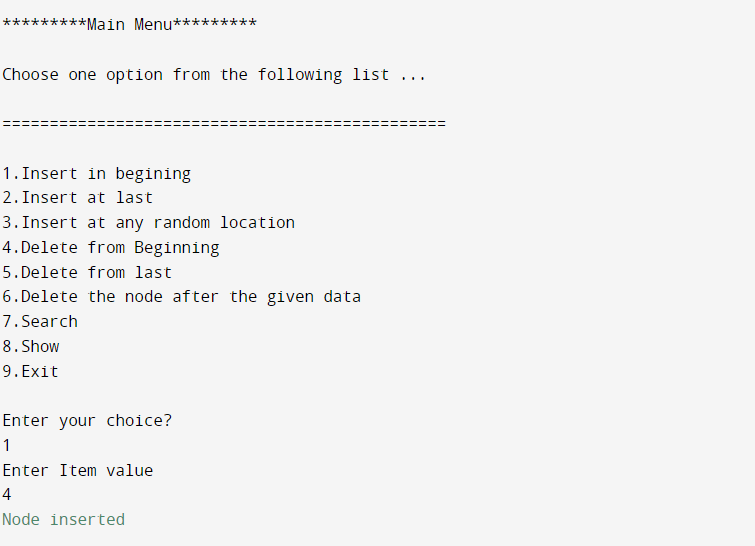 *********Main Menu*********
Choose one option from the following list ...
===============================================
1.Insert in begining
2.Insert at last
3.Insert at any random location
4.Delete from Beginning
5.Delete from last
6.Delete the node after the given data
7.Search
8.Show
9.Exit
Enter your choice?
1
Enter Item value
4
Node inserted